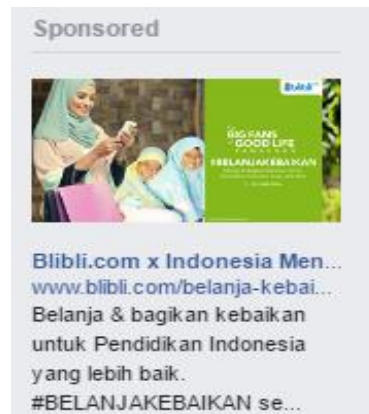 Sponsored
Blibli
BIG FANS
GOOD LIFE
#BELANJAKEBAIKAN
Blibli.com x Indonesia Men...
www.blibli.com/belanja-kebai...
Belanja & bagikan kebaikan
untuk Pendidikan Indonesia
yang lebih baik.
#BELANJAKEBAIKAN se...